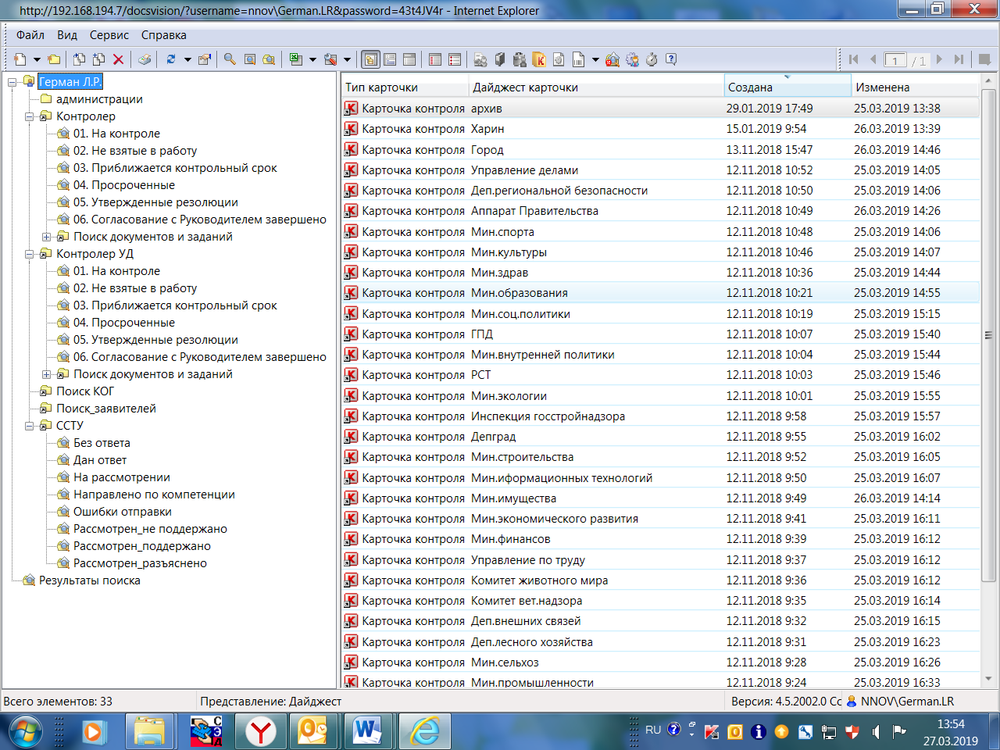 http://192.168.194.7/docsvision/?username=nnov\German.LR&password=43t4JV4r - Internet Explorer
Файл Вид Сервис Справка
1 / 1
Герман Л.Р.
администрации
Контролер
01. На контроле
02. Не взятые в работу
03. Приближается контрольный срок
04. Просроченные
05. Утвержденные резолюции
06. Согласование с Руководителем завершено
Поиск документов и заданий
Контролер УД
01. На контроле
02. Не взятые в работу
03. Приближается контрольный срок
04. Просроченные
05. Утвержденные резолюции
06. Согласование с Руководителем завершено
Поиск документов и заданий
Поиск КОГ
Поиск_заявителей
ССТУ
Без ответа
Дан ответ
На рассмотрении
Направлено по компетенции
Ошибки отправки
Рассмотрен_не поддержано
Рассмотрен_поддержано
Рассмотрен_разъяснено
Результаты поиска
Тип карточки Дайджест карточки Создана Изменена
Карточка контроля архив 29.01.2019 17:49 25.03.2019 13:38
Карточка контроля Харин 15.01.2019 9:54 26.03.2019 13:39
Карточка контроля Город 13.11.2018 15:47 26.03.2019 14:46
Карточка контроля Управление делами 12.11.2018 10:52 25.03.2019 14:05
Карточка контроля Деп.региональной безопасности 12.11.2018 10:50 25.03.2019 14:06
Карточка контроля Аппарат Правительства 12.11.2018 10:49 26.03.2019 14:26
Карточка контроля Мин.спорта 12.11.2018 10:48 25.03.2019 14:06
Карточка контроля Мин.культуры 12.11.2018 10:46 25.03.2019 14:07
Карточка контроля Мин.здрав 12.11.2018 10:36 25.03.2019 14:44
Карточка контроля Мин.образования 12.11.2018 10:21 25.03.2019 14:55
Карточка контроля Мин.соц.политики 12.11.2018 10:19 25.03.2019 15:15
Карточка контроля ГПД 12.11.2018 10:07 25.03.2019 15:40
Карточка контроля Мин.внутренней политики 12.11.2018 10:04 25.03.2019 15:44
Карточка контроля РСТ 12.11.2018 10:03 25.03.2019 15:46
Карточка контроля Мин.экологии 12.11.2018 10:01 25.03.2019 15:55
Карточка контроля Инспекция госстройнадзора 12.11.2018 9:58 25.03.2019 15:57
Карточка контроля Депград 12.11.2018 9:55 25.03.2019 16:02
Карточка контроля Мин.строительства 12.11.2018 9:52 25.03.2019 16:05
Карточка контроля Мин.иформационных технологий 12.11.2018 9:50 25.03.2019 16:07
Карточка контроля Мин.имущества 12.11.2018 9:49 26.03.2019 14:14
Карточка контроля Мин.экономического развития 12.11.2018 9:41 25.03.2019 16:11
Карточка контроля Мин.финансов 12.11.2018 9:39 25.03.2019 16:12
Карточка контроля Управление по труду 12.11.2018 9:37 25.03.2019 16:12
Карточка контроля Комитет животного мира 12.11.2018 9:36 25.03.2019 16:12
Карточка контроля Комитет вет.надзора 12.11.2018 9:35 25.03.2019 16:14
Карточка контроля Деп.внешних связей 12.11.2018 9:32 25.03.2019 16:15
Карточка контроля Деп.лесного хозяйства 12.11.2018 9:31 25.03.2019 16:23
Карточка контроля Мин.сельхоз 12.11.2018 9:28 25.03.2019 16:26
Карточка контроля Мин.промышленности 12.11.2018 9:24 25.03.2019 16:33
Всего элементов: 33 Представление: Дайджест Версия: 4.5.2002.0 Сс NNOV\German.LR
СЭД
RU 13:54
27.03.2019